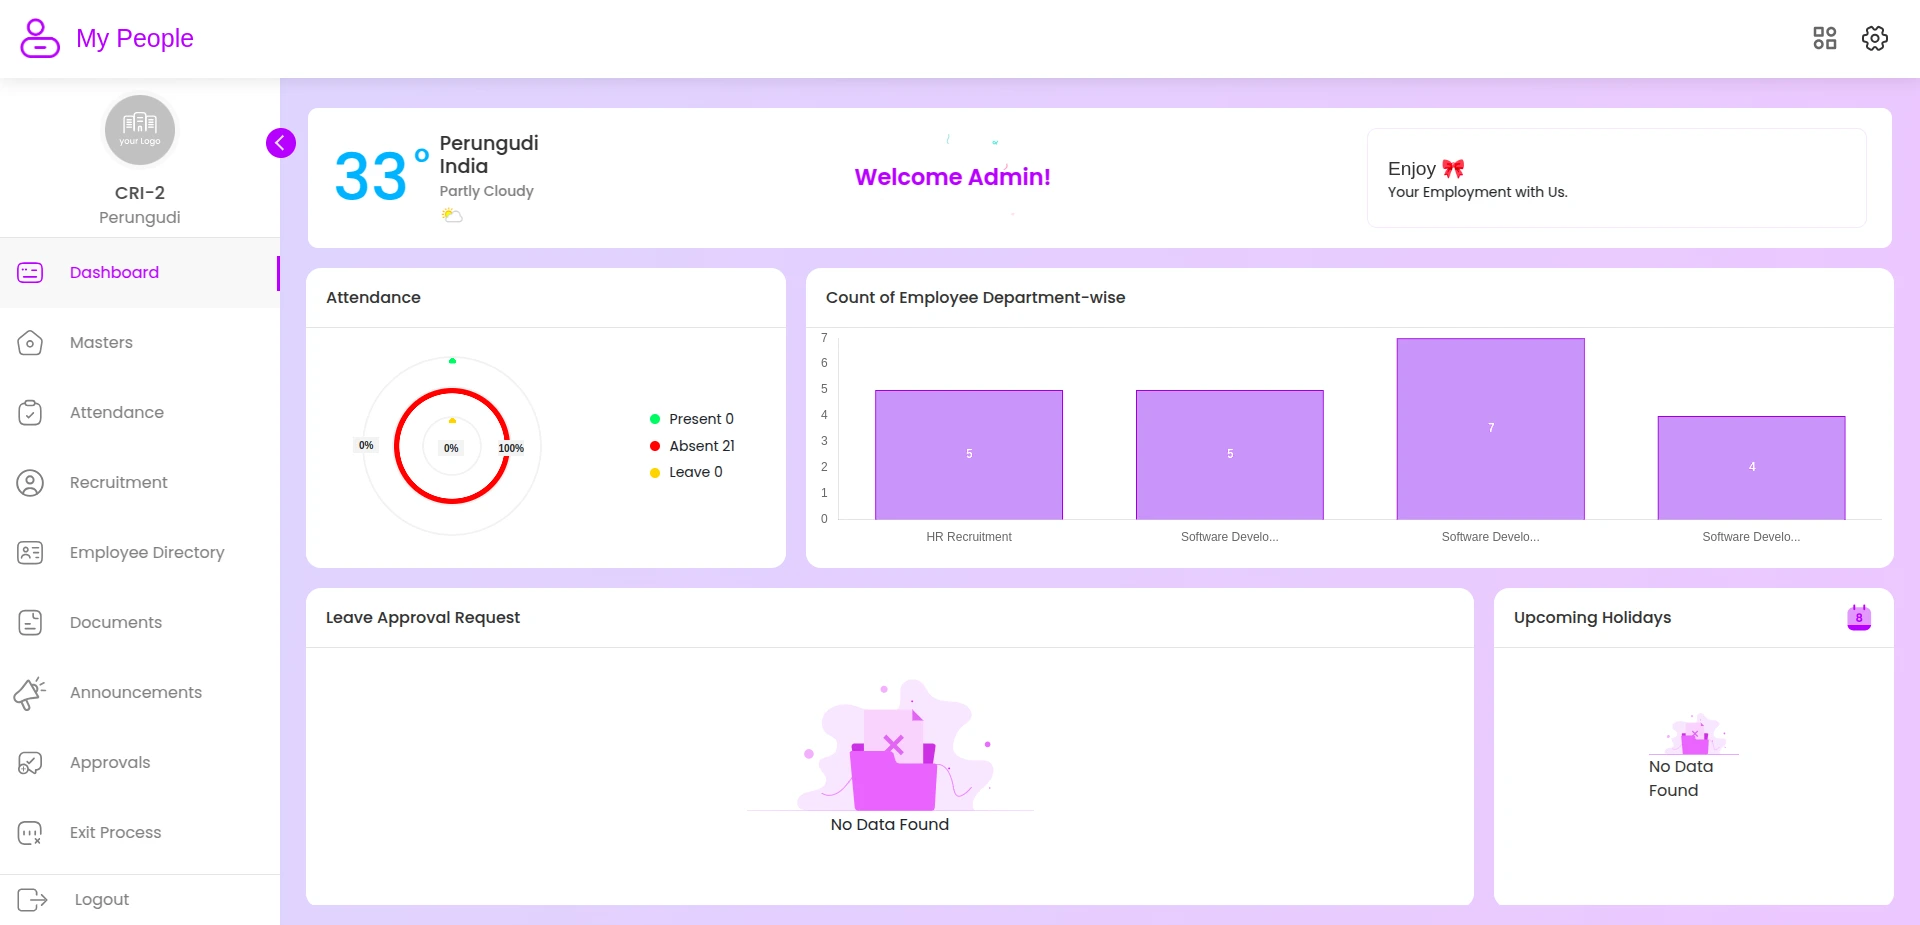 My People
your Logo
CRI-2
Perungudi
Dashboard
Masters
Attendance
Recruitment
Employee Directory
Documents
Announcements
Approvals
Exit Process
Logout
33°
Perungudi
India
Partly Cloudy
Welcome Admin!
Enjoy 🎀
Your Employment with Us.
Attendance
0%
0%
100%
Present 0
Absent 21
Leave 0
Count of Employee Department-wise
7
6
5
4
3
2
1
0
5
5
7
4
HR Recruitment
Software Develo...
Software Develo...
Software Develo...
Leave Approval Request
No Data Found
Upcoming Holidays
8
No Data
Found